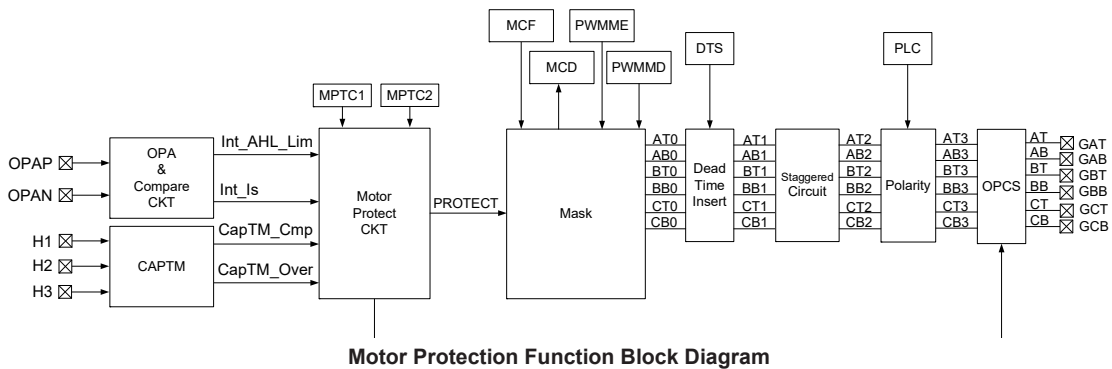 MCF
PWMME
MCD
PWMMD
DTS
PLC
MPTC1
MPTC2
OPAP
OPAN
OPA
&
Compare
CKT
Int_AHL_Lim
Int_Is
H1
H2
H3
CAPTM
CapTM_Cmp
CapTM_Over
Motor
Protect
CKT
PROTECT
Mask
AT0
AB0
BT0
BB0
CT0
CB0
Dead
Time
Insert
AT1
AB1
BT1
BB1
CT1
CB1
Staggered
Circuit
AT2
AB2
BT2
BB2
CT2
CB2
Polarity
AT3
AB3
BT3
BB3
CT3
CB3
OPCS
AT
AB
BT
BB
CT
CB
GAT
GAB
GBT
GBB
GCT
GCB
Motor Protection Function Block Diagram